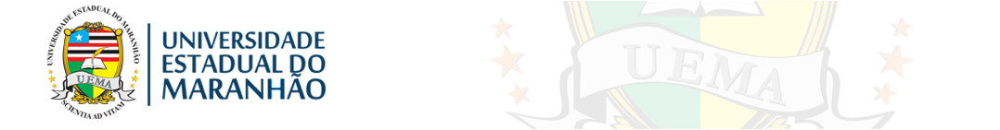 UNIVERSIDADE ESTADUAL DO MARANHÃO
UEMA
SCIENTIA AD VITAM
UNIVERSIDADE
ESTADUAL DO
MARANHÃO
UEMA